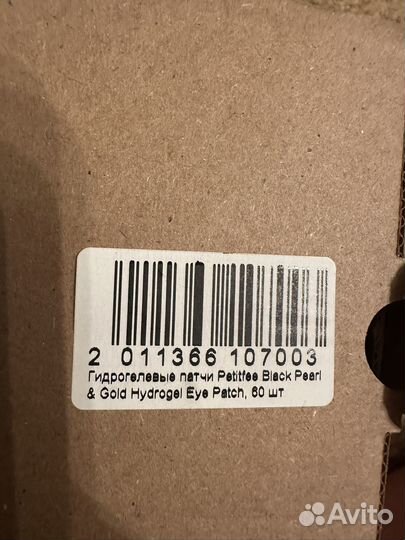 2 011366 107003
Гидрогелевые патчи Petitfee Black Pearl
& Gold Hydrogel Eye Patch, 60 шт
Avito